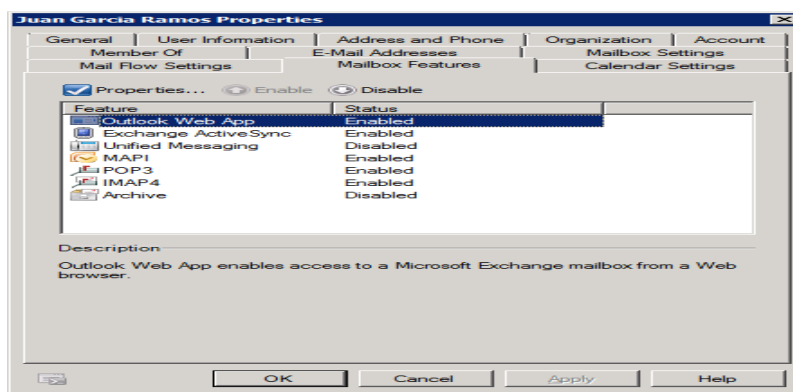 Juan Garcia Ramos Properties
General User Information Address and Phone Organization Account
Member Of E-Mail Addresses Mailbox Settings
Mail Flow Settings Mailbox Features Calendar Settings
Properties... Enable Disable
Feature Status
Outlook Web App Enabled
Exchange ActiveSync Enabled
Unified Messaging Disabled
MAPI Enabled
POP3 Enabled
IMAP4 Enabled
Archive Disabled
Description
Outlook Web App enables access to a Microsoft Exchange mailbox from a Web
browser.
OK Cancel Apply Help